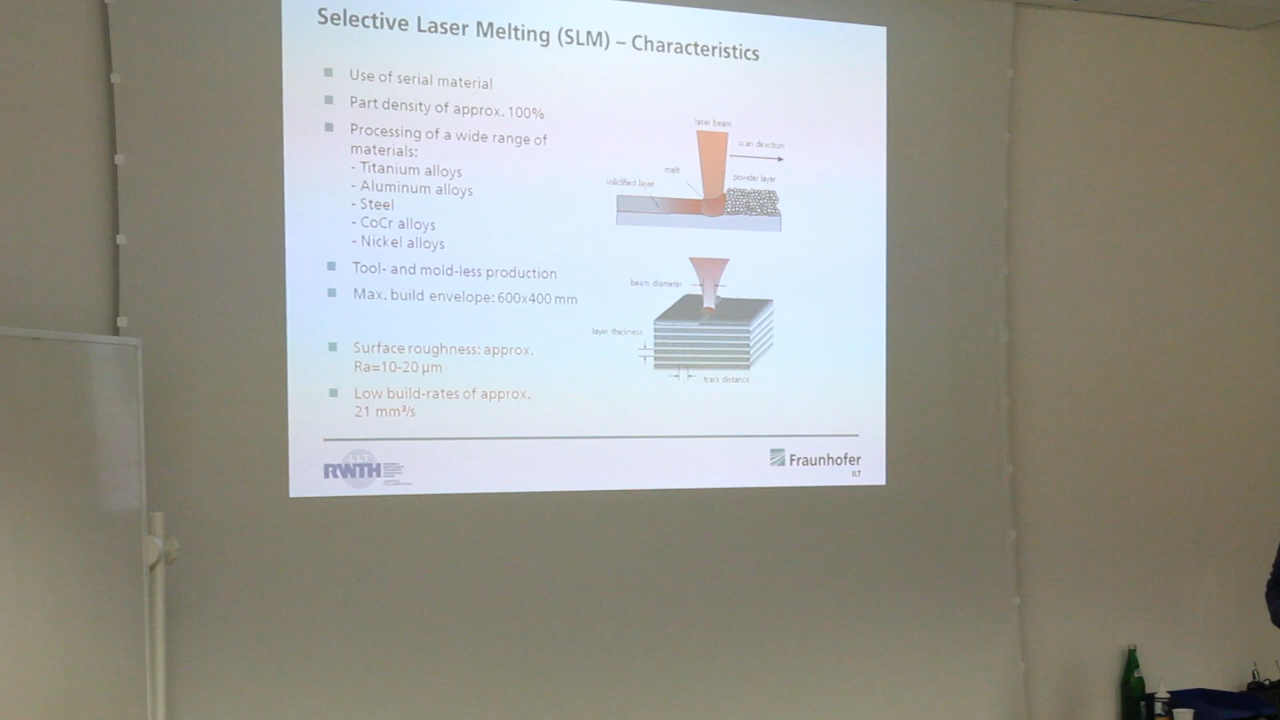 Selective Laser Melting (SLM) – Characteristics
Use of serial material
Part density of approx. 100%
Processing of a wide range of
materials:
- Titanium alloys
- Aluminum alloys
- Steel
- CoCr alloys
- Nickel alloys
Tool- and mold-less production
Max. build envelope: 600x400 mm
Surface roughness: approx.
Ra=10-20 µm
Low build-rates of approx.
21 mm³/s
laser beam
scan direction
melt
powder layer
solidified layer
beam diameter
layer thickness
track distance
LLT
RWTH
Fraunhofer
ILT